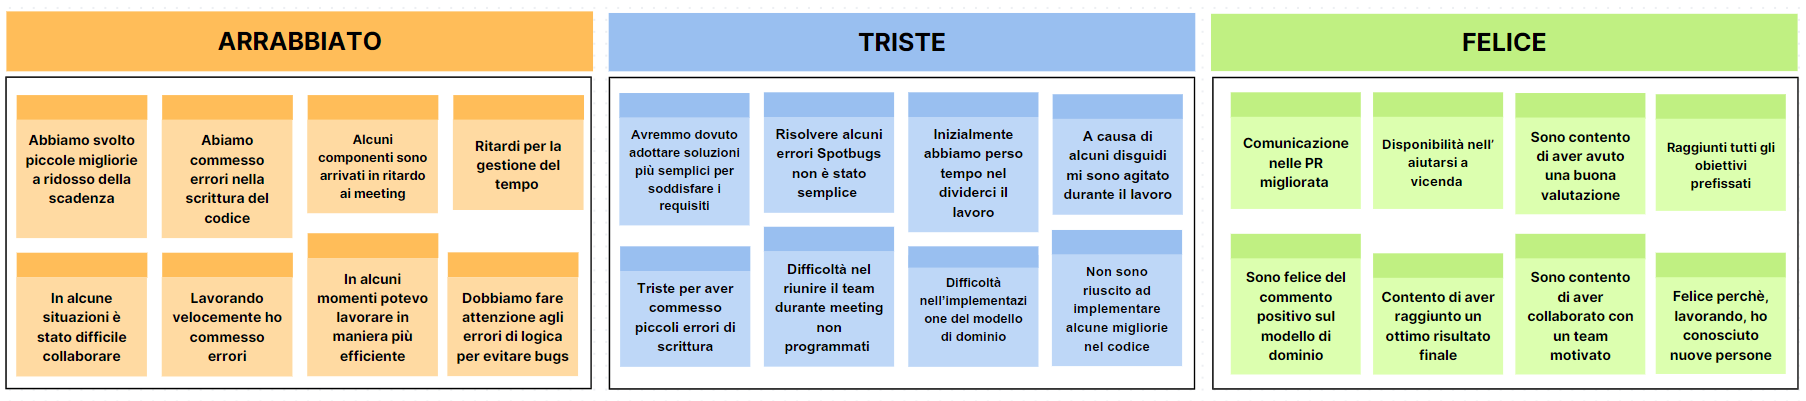 ARRABBIATO
Abbiamo svolto
piccole migliorie
a ridosso della
scadenza
Abiamo
commesso
errori nella
scrittura del
codice
Alcuni
componenti sono
arrivati in ritardo
ai meeting
Ritardi per la
gestione del
tempo
In alcune
situazioni è
stato difficile
collaborare
Lavorando
velocemente ho
commesso
errori
In alcuni
momenti potevo
lavorare in
maniera più
efficiente
Dobbiamo fare
attenzione agli
errori di logica
per evitare bugs
TRISTE
Avremmo dovuto
adottare soluzioni
più semplici per
soddisfare i
requisiti
Risolvere alcuni
errori Spotbugs
non è stato
semplice
Inizialmente
abbiamo perso
tempo nel
dividerci il
lavoro
A causa di
alcuni disguidi
mi sono agitato
durante il lavoro
Triste per aver
commesso
piccoli errori di
scrittura
Difficoltà nel
riunire il team
durante meeting
non
programmati
Difficoltà
nell'implementazi
one del modello
di dominio
Non sono
riuscito ad
implementare
alcune migliorie
nel codice
FELICE
Comunicazione
nelle PR
migliorata
Disponibilità nell'
aiutarsi a
vicenda
Sono contento
di aver avuto
una buona
valutazione
Raggiunti tutti gli
obiettivi
prefissati
Sono felice del
commento
positivo sul
modello di
dominio
Contento di aver
raggiunto un
ottimo risultato
finale
Sono contento
di aver
collaborato con
un team
motivato
Felice perchè,
lavorando, ho
conosciuto
nuove persone